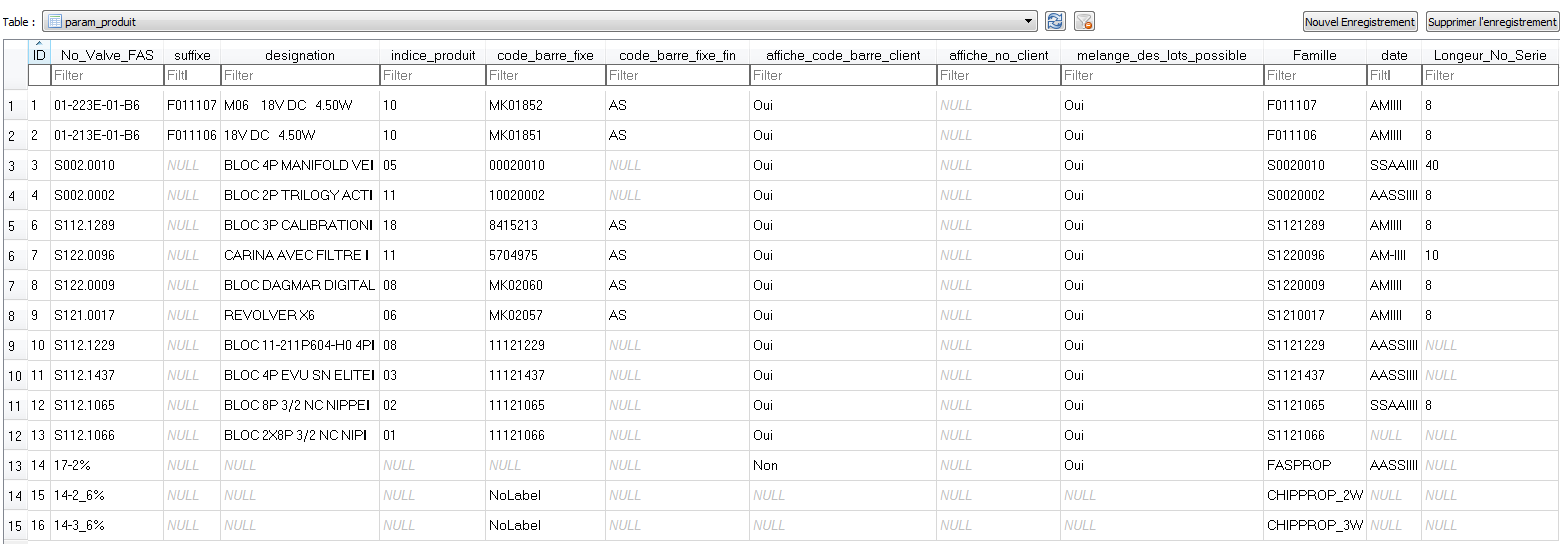 Table : param_produit Nouvel Enregistrement Supprimer l'enregistrement
ID No_Valve_FAS suffixe designation indice_produit code_barre_fixe code_barre_fixe_fin affiche_code_barre_client affiche_no_client melange_des_lots_possible Famille date Longeur_No_Serie
Filter Filtl Filter Filter Filter Filter Filter Filter Filter Filter Filtl Filter
1 1 01-223E-01-B6 F011107 M06 18V DC 4.50W 10 MK01852 AS Oui NULL Oui F011107 AMIIII 8
2 2 01-213E-01-B6 F011106 18V DC 4.50W 10 MK01851 AS Oui NULL Oui F011106 AMIIII 8
3 3 S002.0010 NULL BLOC 4P MANIFOLD VEI 05 00020010 NULL Oui NULL Oui S0020010 SSAAIIII 40
4 4 S002.0002 NULL BLOC 2P TRILOGY ACTI 11 10020002 NULL Oui NULL Oui S0020002 AASSIIII 8
5 6 S112.1289 NULL BLOC 3P CALIBRATIONI 18 8415213 AS Oui NULL Oui S1121289 AMIIII 8
6 7 S122.0096 NULL CARINA AVEC FILTRE I 11 5704975 AS Oui NULL Oui S1220096 AM-IIII 10
7 8 S122.0009 NULL BLOC DAGMAR DIGITAL 08 MK02060 AS Oui NULL Oui S1220009 AMIIII 8
8 9 S121.0017 NULL REVOLVER X6 06 MK02057 AS Oui NULL Oui S1210017 AMIIII 8
9 10 S112.1229 NULL BLOC 11-211P604-H0 4PI 08 11121229 NULL Oui NULL Oui S1121229 AASSIIII NULL
10 11 S112.1437 NULL BLOC 4P EVU SN ELITEI 03 11121437 NULL Oui NULL Oui S1121437 AASSIIII NULL
11 12 S112.1065 NULL BLOC 8P 3/2 NC NIPPEI 02 11121065 NULL Oui NULL Oui S1121065 SSAAIIII 8
12 13 S112.1066 NULL BLOC 2X8P 3/2 NC NIPI 01 11121066 NULL Oui NULL Oui S1121066 NULL NULL
13 14 17-2% NULL NULL NULL NULL NULL Non NULL Oui FASPROP AASSIIII NULL
14 15 14-2_6% NULL NULL NULL NoLabel NULL NULL NULL NULL CHIPPROP_2W NULL NULL
15 16 14-3_6% NULL NULL NULL NoLabel NULL NULL NULL NULL CHIPPROP_3W NULL NULL